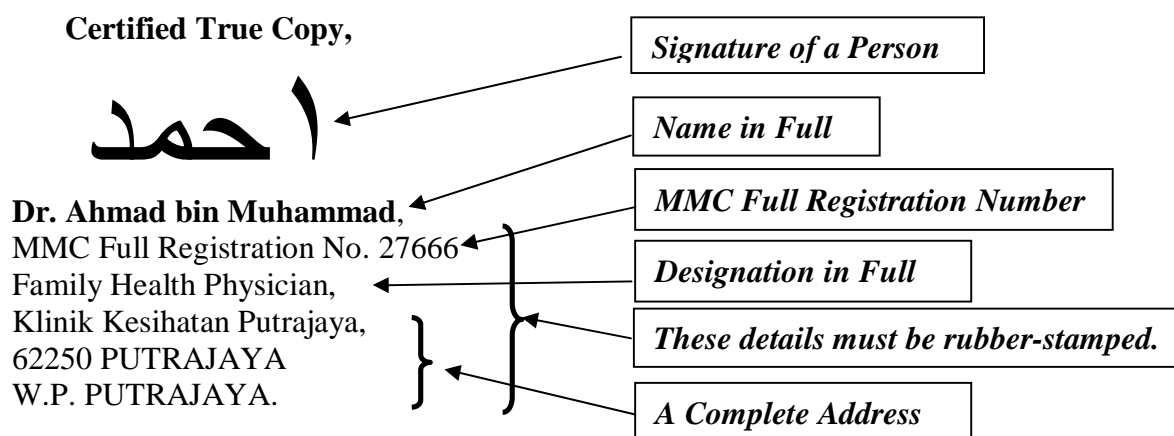 Certified True Copy,
احمد
Dr. Ahmad bin Muhammad,
MMC Full Registration No. 27666
Family Health Physician,
Klinik Kesihatan Putrajaya,
62250 PUTRAJAYA
W.P. PUTRAJAYA.
Signature of a Person
Name in Full
MMC Full Registration Number
Designation in Full
These details must be rubber-stamped.
A Complete Address